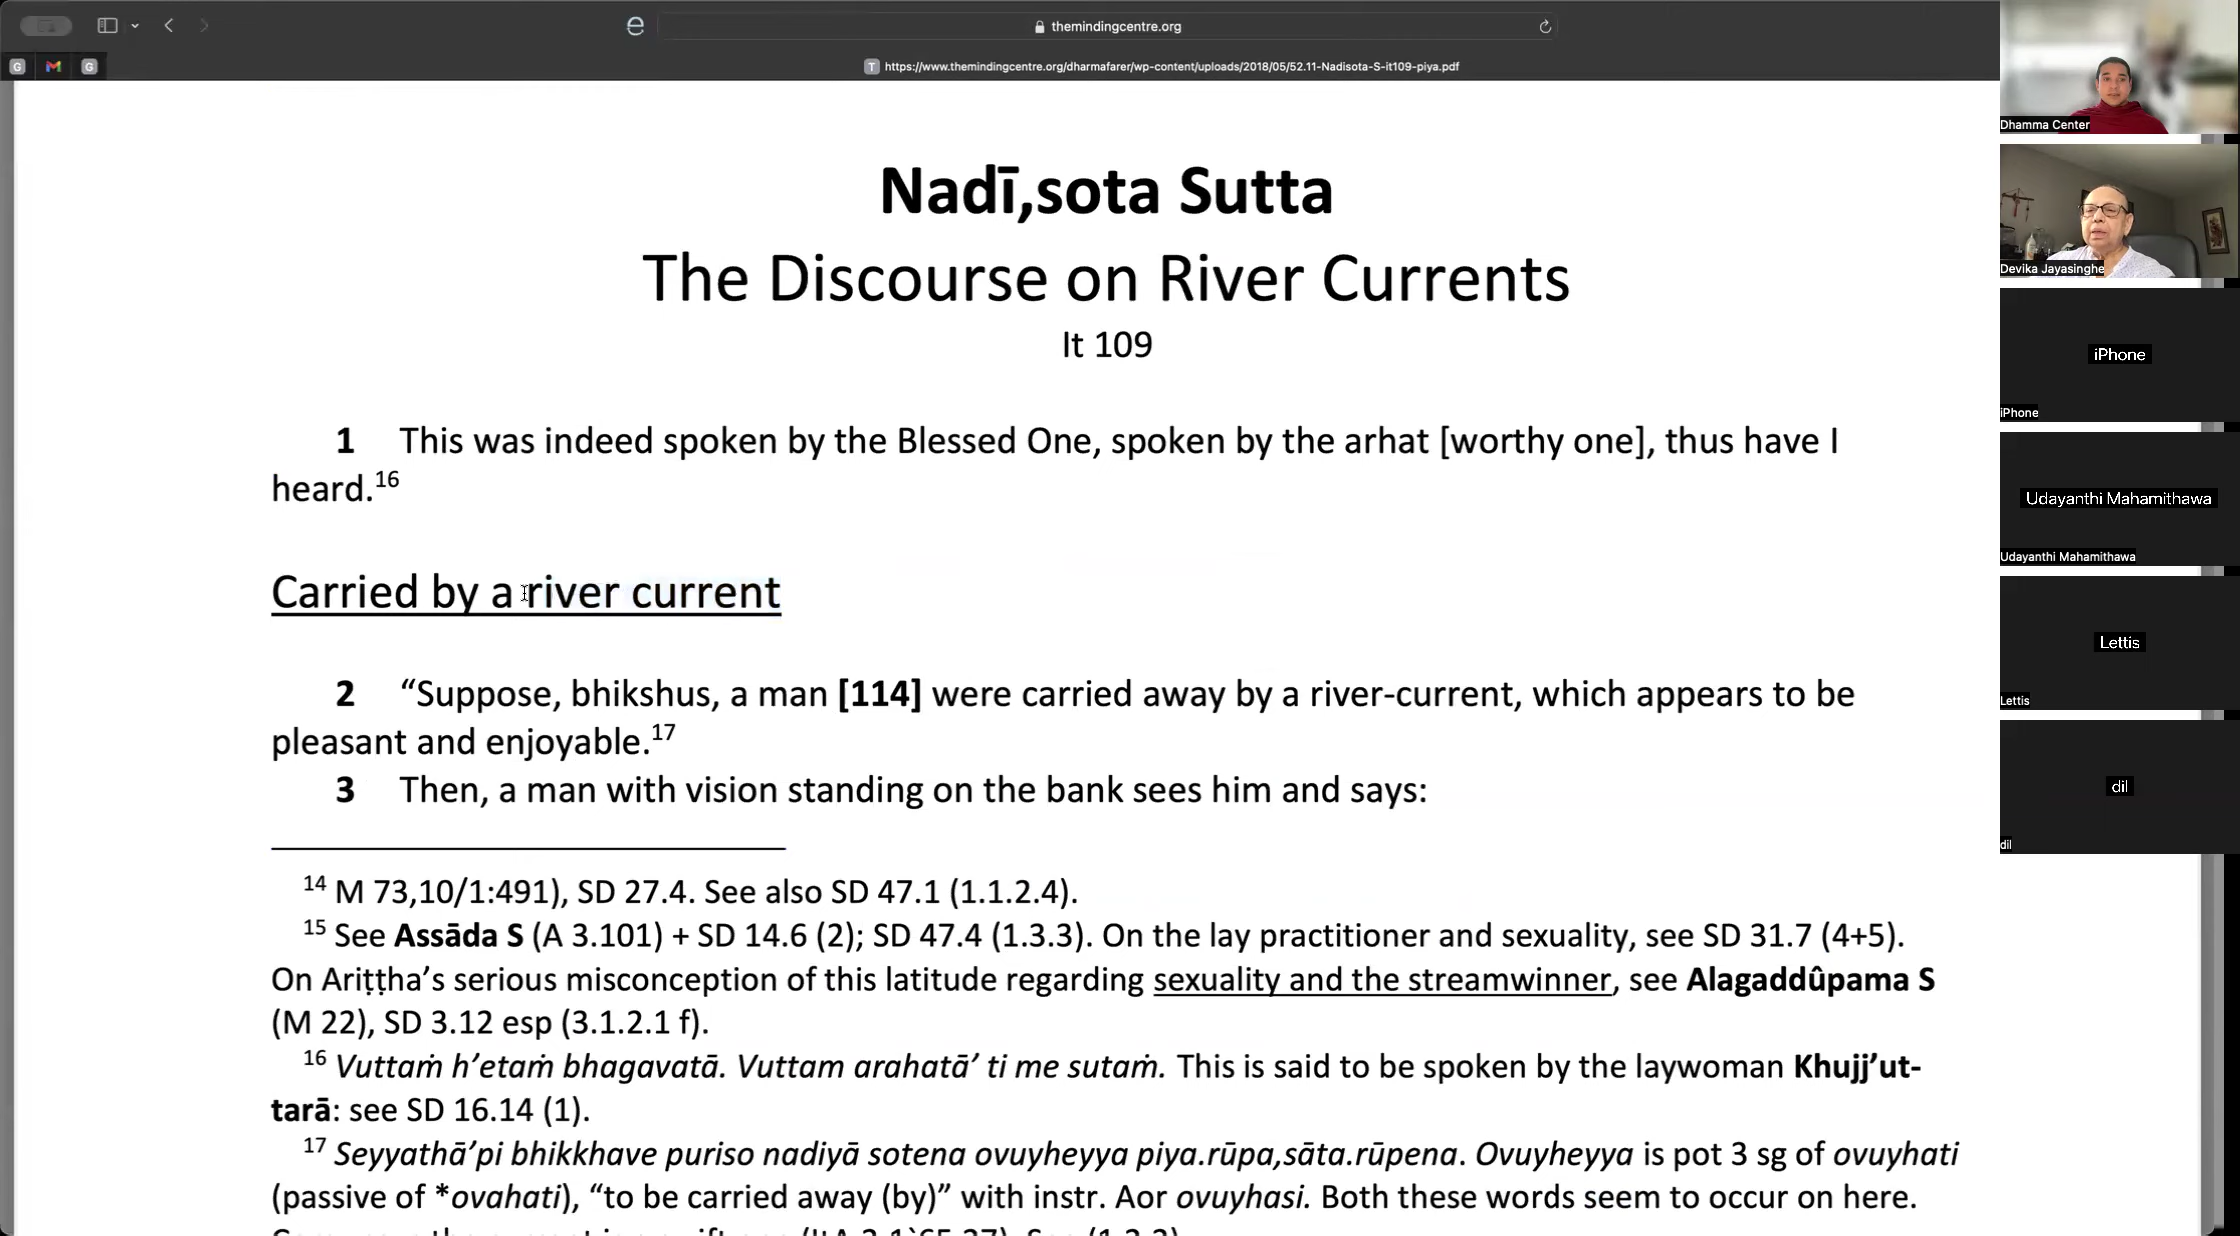 themindingcentre.org
G
G
T https://www.themindingcentre.org/dharmafarer/wp-content/uploads/2018/05/52.11-Nadisota-S-it109-piya.pdf
Nadī,sota Sutta
The Discourse on River Currents
It 109
1 This was indeed spoken by the Blessed One, spoken by the arhat [worthy one], thus have I
heard.16
Carried by a river current
2 “Suppose, bhikshus, a man [114] were carried away by a river-current, which appears to be
pleasant and enjoyable.17
3 Then, a man with vision standing on the bank sees him and says:
14 M 73,10/1:491), SD 27.4. See also SD 47.1 (1.1.2.4).
15 See Assāda S (A 3.101) + SD 14.6 (2); SD 47.4 (1.3.3). On the lay practitioner and sexuality, see SD 31.7 (4+5).
On Ariṭṭha’s serious misconception of this latitude regarding sexuality and the streamwinner, see Alagaddûpama S
(M 22), SD 3.12 esp (3.1.2.1 f).
16 Vuttaṁ h’etaṁ bhagavatā. Vuttam arahatā’ ti me sutaṁ. This is said to be spoken by the laywoman Khujj’ut-
tarā: see SD 16.14 (1).
17 Seyyathā’pi bhikkhave puriso nadiyā sotena ovuyheyya piya.rūpa,sāta.rūpena. Ovuyheyya is pot 3 sg of ovuyhati
(passive of *ovahati), “to be carried away (by)” with instr. Aor ovuyhasi. Both these words seem to occur on here.
Dhamma Center
Devika Jayasinghe
iPhone
iPhone
Udayanthi Mahamithawa
Udayanthi Mahamithawa
Lettis
Lettis
dil
dil